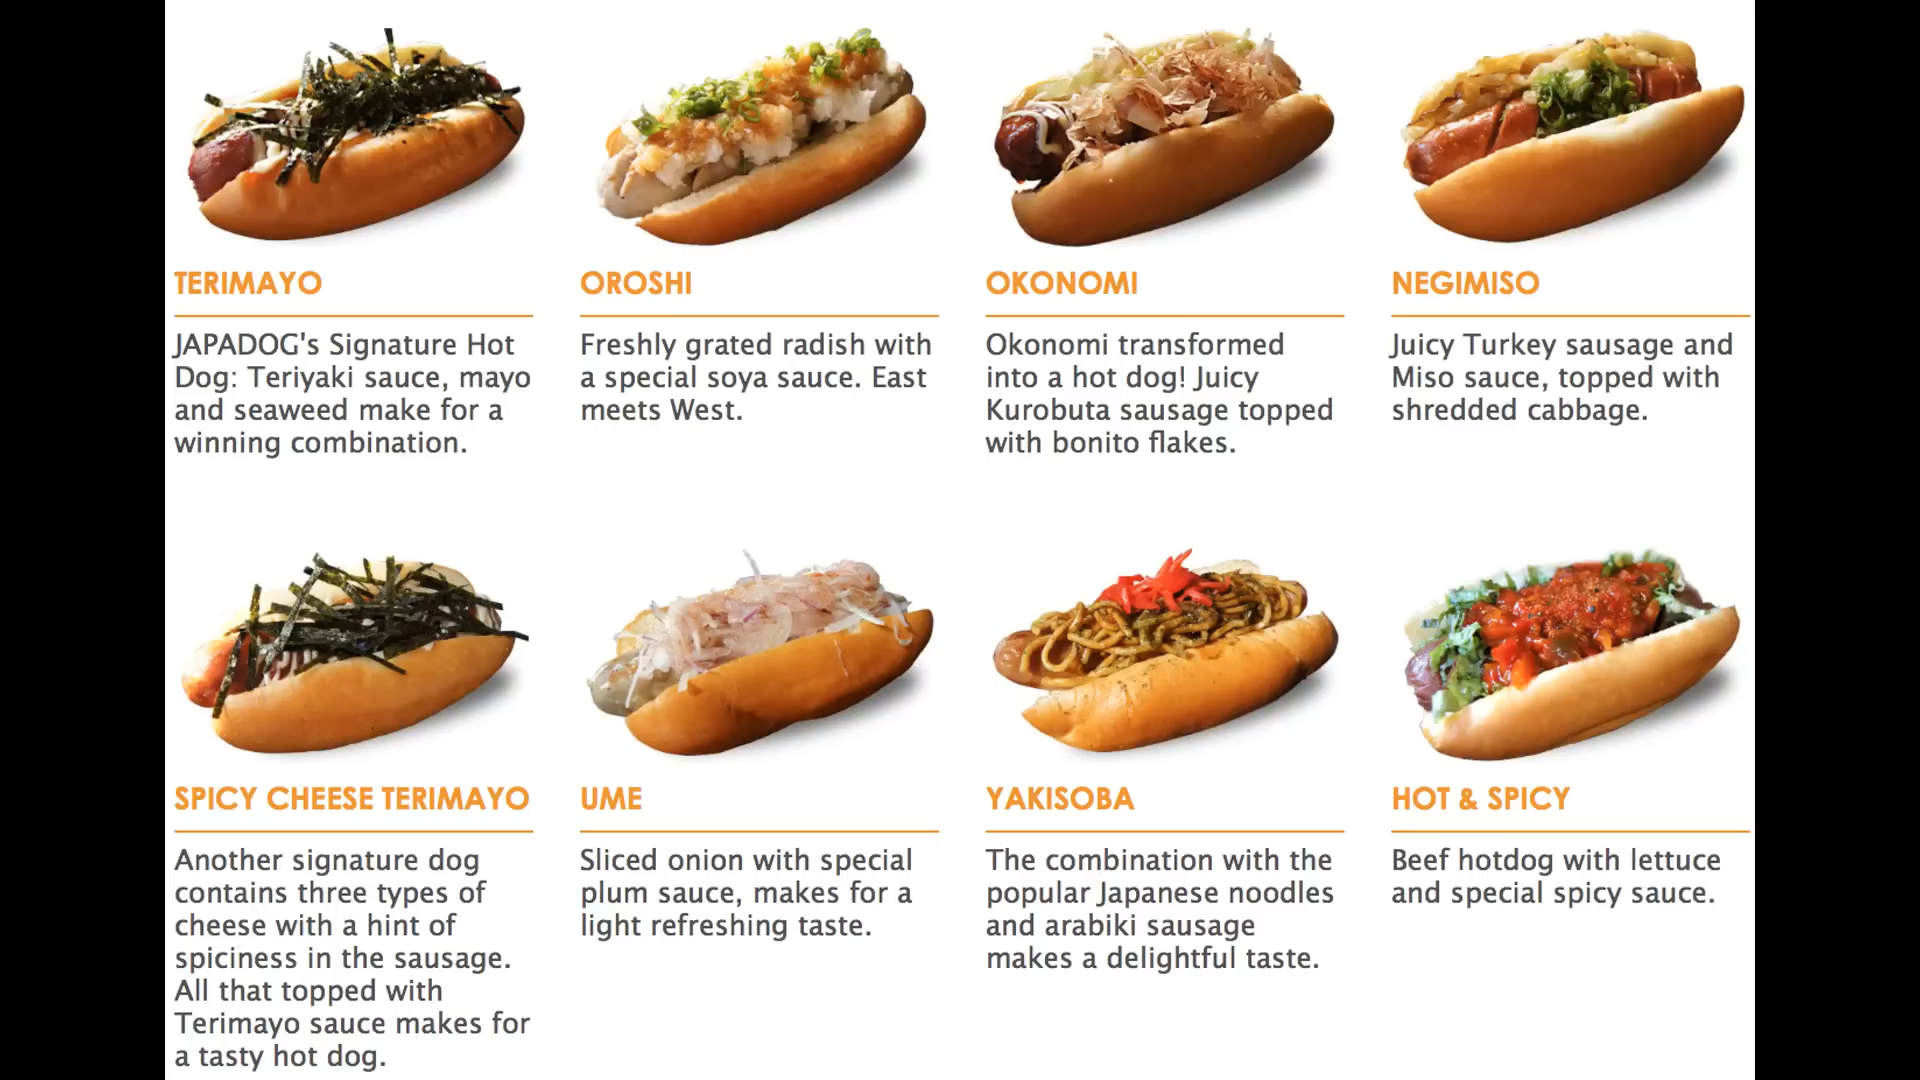 TERIMAYO
JAPADOG's Signature Hot
Dog: Teriyaki sauce, mayo
and seaweed make for a
winning combination.
OROSHI
Freshly grated radish with
a special soya sauce. East
meets West.
OKONOMI
Okonomi transformed
into a hot dog! Juicy
Kurobuta sausage topped
with bonito flakes.
NEGIMISO
Juicy Turkey sausage and
Miso sauce, topped with
shredded cabbage.
SPICY CHEESE TERIMAYO
Another signature dog
contains three types of
cheese with a hint of
spiciness in the sausage.
All that topped with
Terimayo sauce makes for
a tasty hot dog.
UME
Sliced onion with special
plum sauce, makes for a
light refreshing taste.
YAKISOBA
The combination with the
popular Japanese noodles
and arabiki sausage
makes a delightful taste.
HOT & SPICY
Beef hotdog with lettuce
and special spicy sauce.